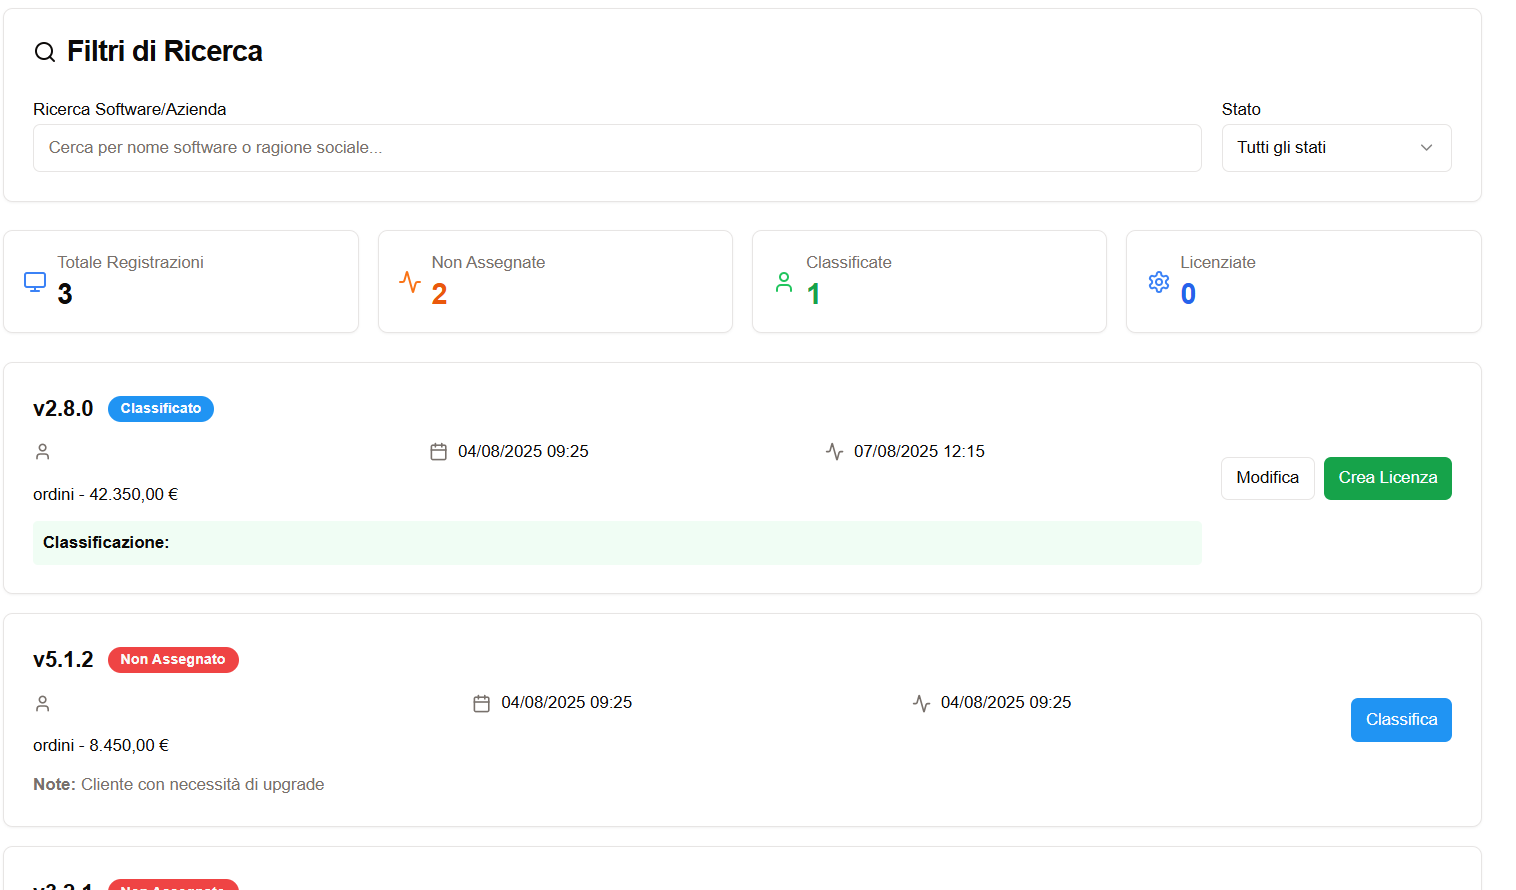 Filtri di Ricerca
Ricerca Software/Azienda
Stato
Cerca per nome software o ragione sociale...
Tutti gli stati
Totale Registrazioni
3
Non Assegnate
2
Classificate
1
Licenziate
0
v2.8.0 Classificato
04/08/2025 09:25
07/08/2025 12:15
Modifica
Crea Licenza
ordini - 42.350,00 €
Classificazione:
v5.1.2 Non Assegnato
04/08/2025 09:25
04/08/2025 09:25
Classifica
ordini - 8.450,00 €
Note: Cliente con necessità di upgrade